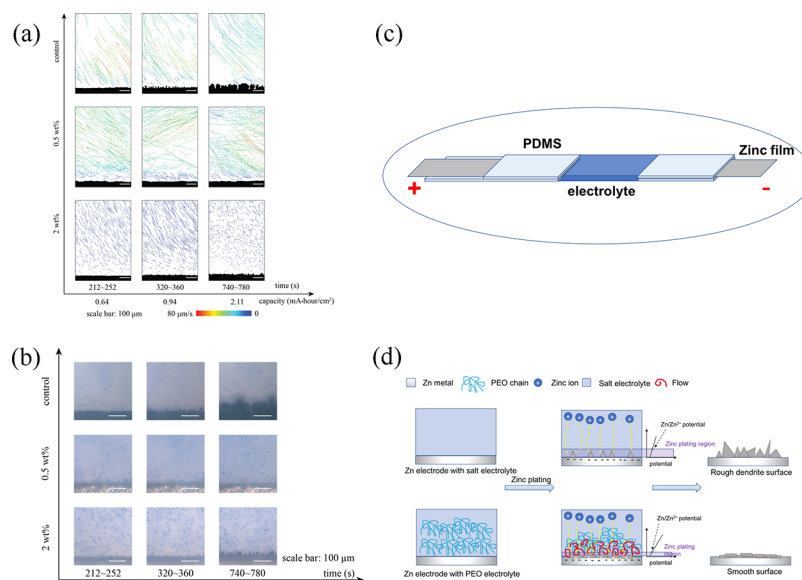 (a)
control
0.5 wt%
2 wt%
212~252
320~360
740~780
time (s)
0.64
0.94
2.11
capacity (mA-hour/cm²)
scale bar: 100 μm
80 μm/s
0
(b)
control
0.5 wt%
2 wt%
scale bar: 100 μm
212~252
320~360
740~780
time (s)
(c)
PDMS
Zinc film
+
-
electrolyte
(d)
Zn metal
PEO chain
Zinc ion
Salt electrolyte
Flow
Zn/Zn²⁺ potential
Zinc plating region
potential
Zn electrode with salt electrolyte
Zinc plating
Rough dendrite surface
Zn/Zn²⁺ potential
Zinc plating
region
potential
Zn electrode with PEO electrolyte
Smooth surface